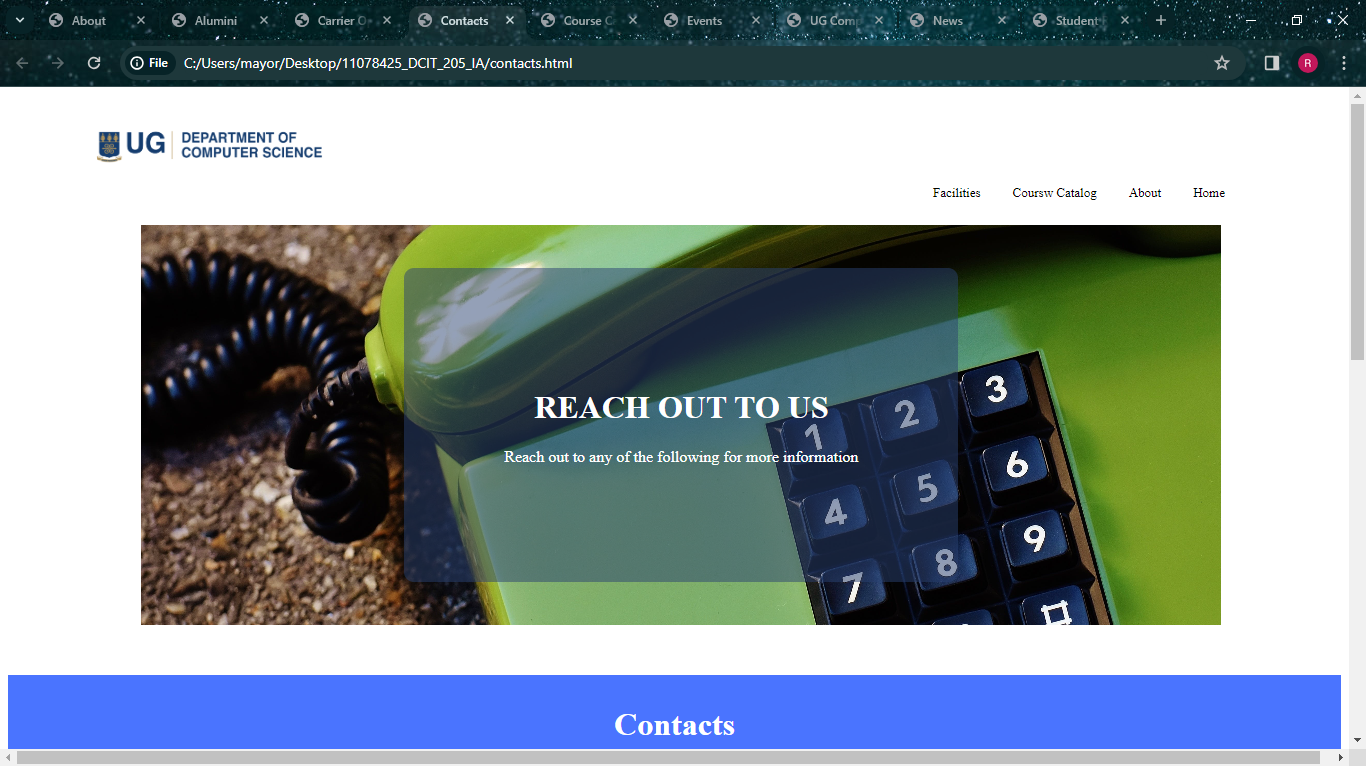 About Alumini Carrier O Contacts Course C Events UG Com News Student
File C:/Users/mayor/Desktop/11078425_DCIT_205_IA/contacts.html R
UG DEPARTMENT OF
COMPUTER SCIENCE
Facilities Coursw Catalog About Home
REACH OUT TO US
Reach out to any of the following for more information
1 2 3
4 5 6
7 8 9
#
Contacts